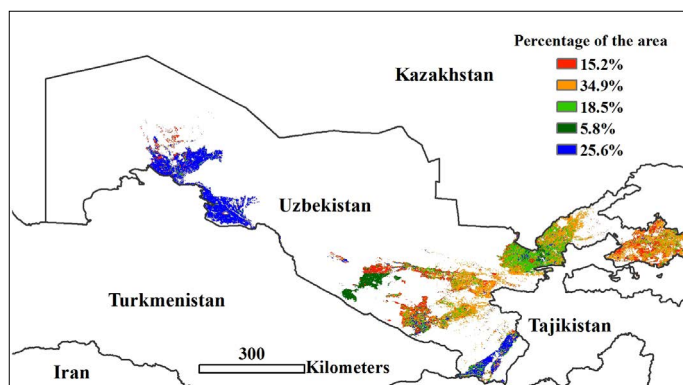 Percentage of the area
15.2%
34.9%
18.5%
5.8%
25.6%
Kazakhstan
Uzbekistan
Turkmenistan
Tajikistan
300
Kilometers
Iran